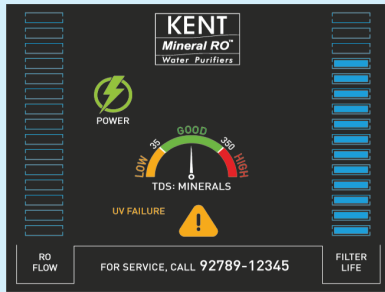 KENT
Mineral RO™
Water Purifiers
POWER
GOOD
35
350
LOW
HIGH
TDS: MINERALS
UV FAILURE
!
RO
FLOW
FOR SERVICE, CALL 92789-12345
FILTER
LIFE